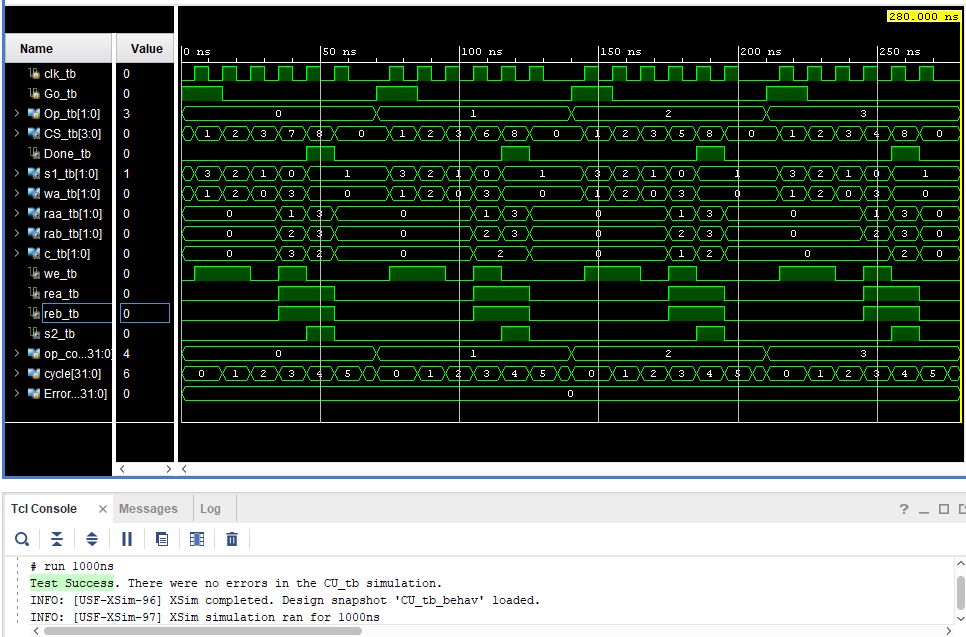 280.000 ns
Name Value
0 ns 50 ns 100 ns 150 ns 200 ns 250 ns
clk_tb 0
Go_tb 0
Op_tb[1:0] 3 0 1 2 3
CS_tb[3:0] 0 1 2 3 7 8 0 1 2 3 6 8 0 1 2 3 5 8 0 1 2 3 4 8 0
Done_tb 0
s1_tb[1:0] 1 3 2 1 0 1 3 2 1 0 1 3 2 1 0 1 3 2 1 0 1
wa_tb[1:0] 0 1 2 0 3 0 1 2 0 3 0 1 2 0 3 0 1 2 0 3 0
raa_tb[1:0] 0 0 1 3 0 1 3 0 1 3 0 1 3 0
rab_tb[1:0] 0 0 2 3 0 2 3 0 2 3 0 2 3 0
c_tb[1:0] 0 0 3 2 0 2 0 1 2 0 2 0
we_tb 0
rea_tb 0
reb_tb 0
s2_tb 0
op_co...31:0] 4 0 1 2 3
cycle[31:0] 6 0 1 2 3 4 5 0 1 2 3 4 5 0 1 2 3 4 5 0 1 2 3 4 5
Error...31:0] 0 0
Tcl Console × Messages Log
? _
# run 1000ns
Test Success. There were no errors in the CU_tb simulation.
INFO: [USF-XSim-96] XSim completed. Design snapshot 'CU_tb_behav' loaded.
INFO: [USF-XSim-97] XSim simulation ran for 1000ns